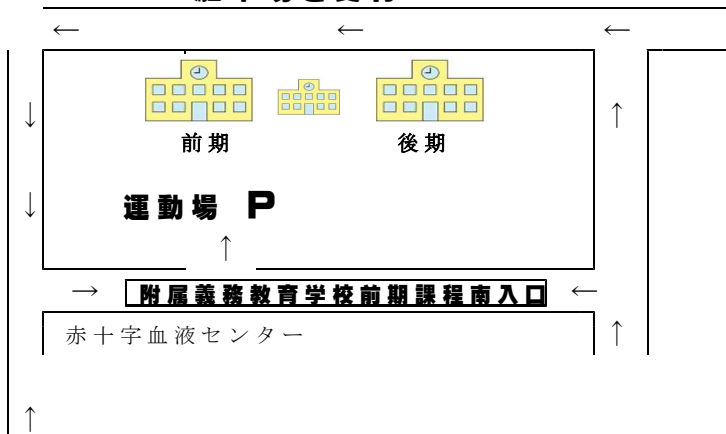 ← ← ←
↓ ↑
前期 後期
↓ 運動場 P
↑
→ 附属義務教育学校前期課程南入口 ←
赤十字血液センター ↑
↑